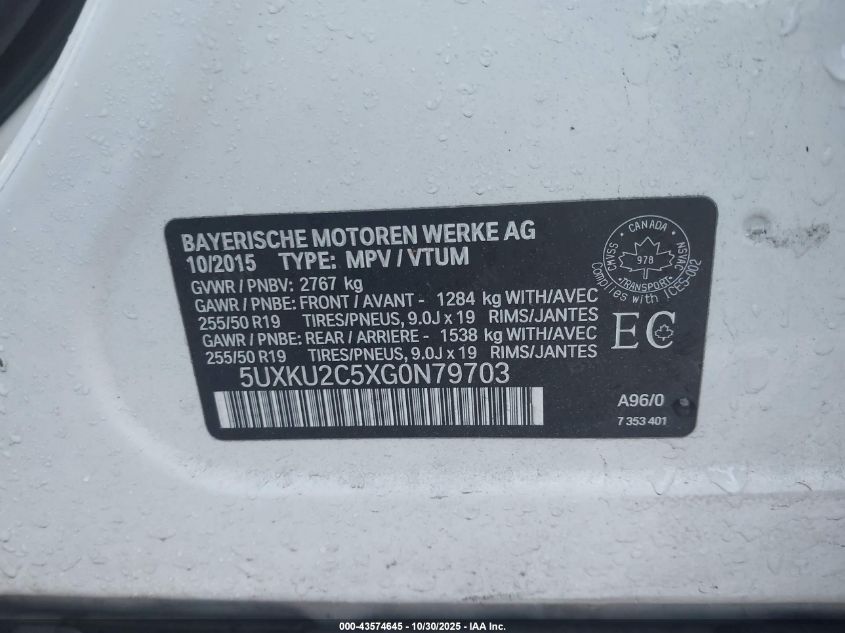 BAYERISCHE MOTOREN WERKE AG
10/2015 TYPE: MPV / VTUM
GVWR / PNBV: 2767 kg
GAWR / PNBE: FRONT / AVANT - 1284 kg WITH/AVEC
255/50 R19 TIRES/PNEUS, 9.0J x 19 RIMS/JANTES
GAWR / PNBE: REAR / ARRIERE - 1538 kg WITH/AVEC
255/50 R19 TIRES/PNEUS, 9.0J x 19 RIMS/JANTES
5UXKU2C5XG0N79703
CANADA
CMVSS
NSVAC
978
TRANSPORT
Complies with ICES-002
EC
A96/0
7 353 401
000-43574645 - 10/30/2025 - IAA Inc.